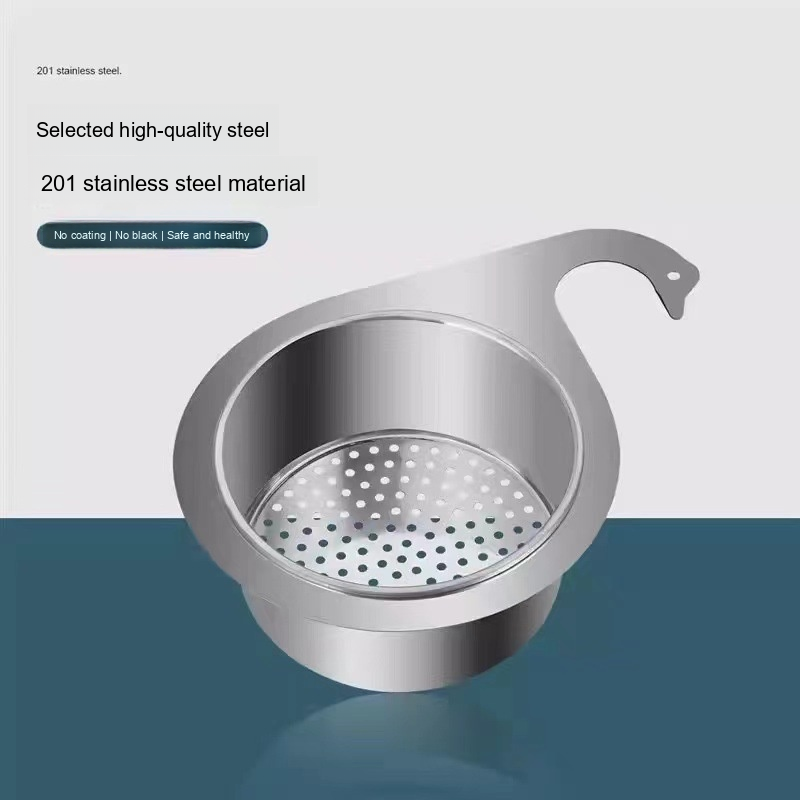 201 stainless steel.
Selected high-quality steel
201 stainless steel material
No coating | No black | Safe and healthy